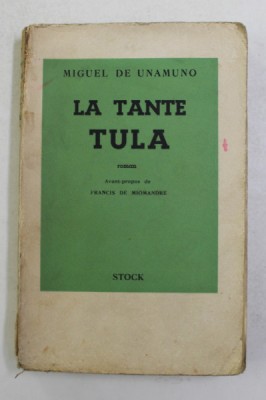 MIGUEL DE UNAMUNO
LA TANTE
TULA
roman
Avant-propos de
FRANCIS DE MIOMANDRE
STOCK